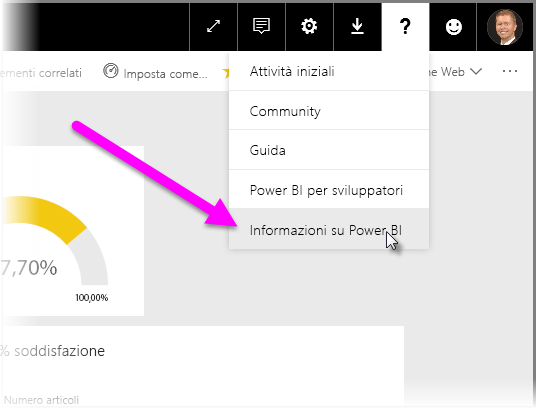 ?
ementi correlati Imposta come... ne Web ...
Attività iniziali
Community
Guida
Power BI per sviluppatori
Informazioni su Power BI
7,70%
100,00%
% soddisfazione
Numero articoli